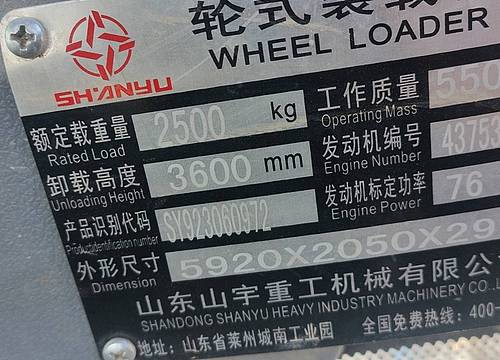 轮式装载
WHEEL LOADER
SHANYU
额定载重量 2500 kg
Rated Load
工作质量 550
Operating Mass
卸载高度 3600 mm
Unloading Height
发动机编号 43753
Engine Number
产品识别代码 SY923060972
Productidentification number
发动机标定功率 76
Engine Power
外形尺寸 5920X2050X29
Dimension
山东山宇重工机械有限公
SHANDONG SHANYU HEAVY INDUSTRY MACHINERY CO.,L
地址：山东省莱州城南工业园 全国免费热线：400-